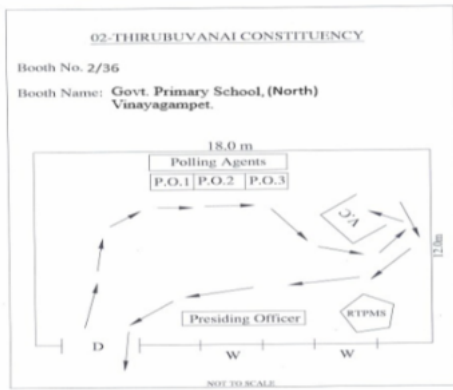 02-THIRUBUVANAI CONSTITUENCY
Booth No. 2/36
Booth Name: Govt. Primary School, (North)
Vinayagampet.
18.0 m
Polling Agents
P.O.1 P.O.2 P.O.3
V.C
12.0m
Presiding Officer
RTPMS
D
W
W
NOT TO SCALE